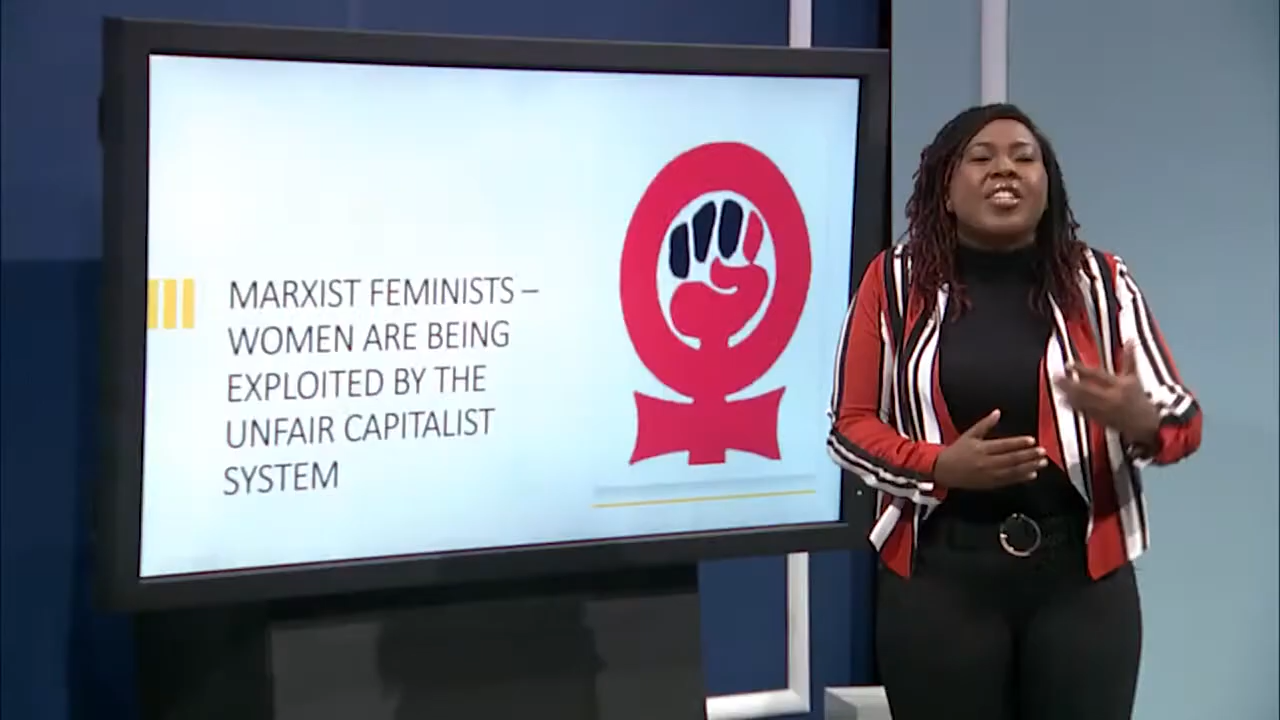 MARXIST FEMINISTS –
WOMEN ARE BEING
EXPLOITED BY THE
UNFAIR CAPITALIST
SYSTEM